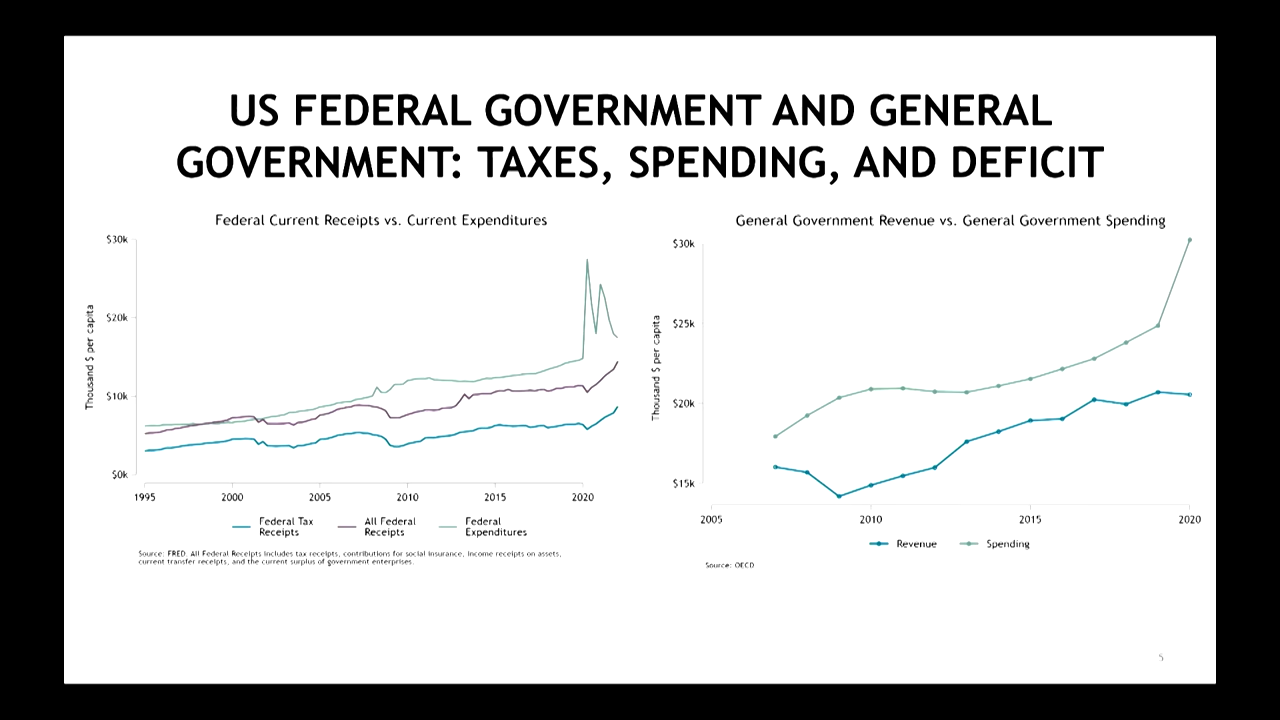 US FEDERAL GOVERNMENT AND GENERAL
GOVERNMENT: TAXES, SPENDING, AND DEFICIT
Federal Current Receipts vs. Current Expenditures
Thousand $ per capita
$30k
$20k
$10k
$0k
1995
2000
2005
2010
2015
2020
Federal Tax
Receipts
All Federal
Receipts
Federal
Expenditures
Source: FRED. All Federal Receipts includes tax receipts, contributions for social insurance, income receipts on assets,
current transfer receipts, and the current surplus of government enterprises.
General Government Revenue vs. General Government Spending
Thousand $ per capita
$30k
$25k
$20k
$15k
2005
2010
2015
2020
Revenue
Spending
Source: OECD
5